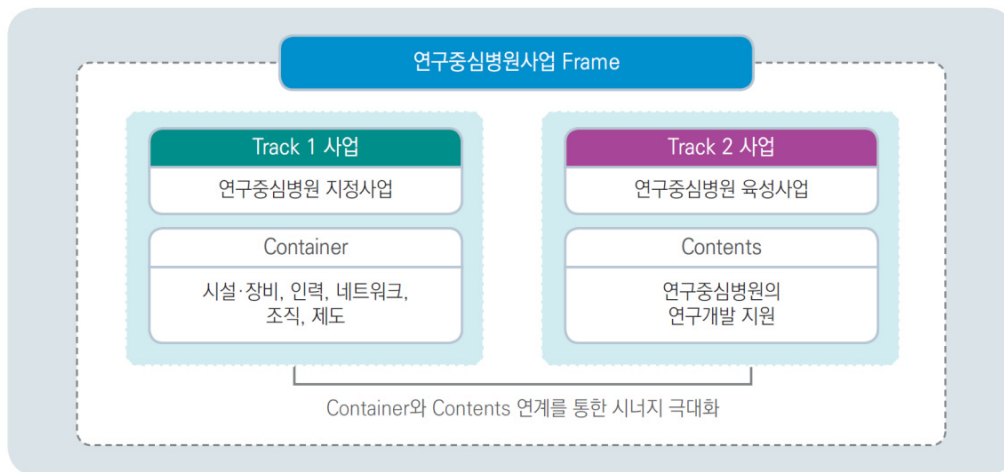 연구중심병원사업 Frame
Track 1 사업
연구중심병원 지정사업
Container
시설·장비, 인력, 네트워크,
조직, 제도
Track 2 사업
연구중심병원 육성사업
Contents
연구중심병원의
연구개발 지원
Container와 Contents 연계를 통한 시너지 극대화